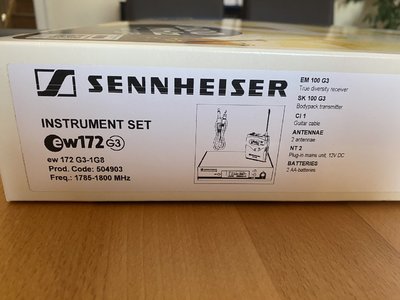 SENNHEISER
INSTRUMENT SET
ew172 G3
ew 172 G3-1G8
Prod. Code: 504903
Freq.: 1785-1800 MHz
EM 100 G3
True diversity receiver
SK 100 G3
Bodypack transmitter
CI 1
Guitar cable
ANTENNAE
2 antennae
NT 2
Plug-in mains unit, 12V DC
BATTERIES
2 AA-batteries